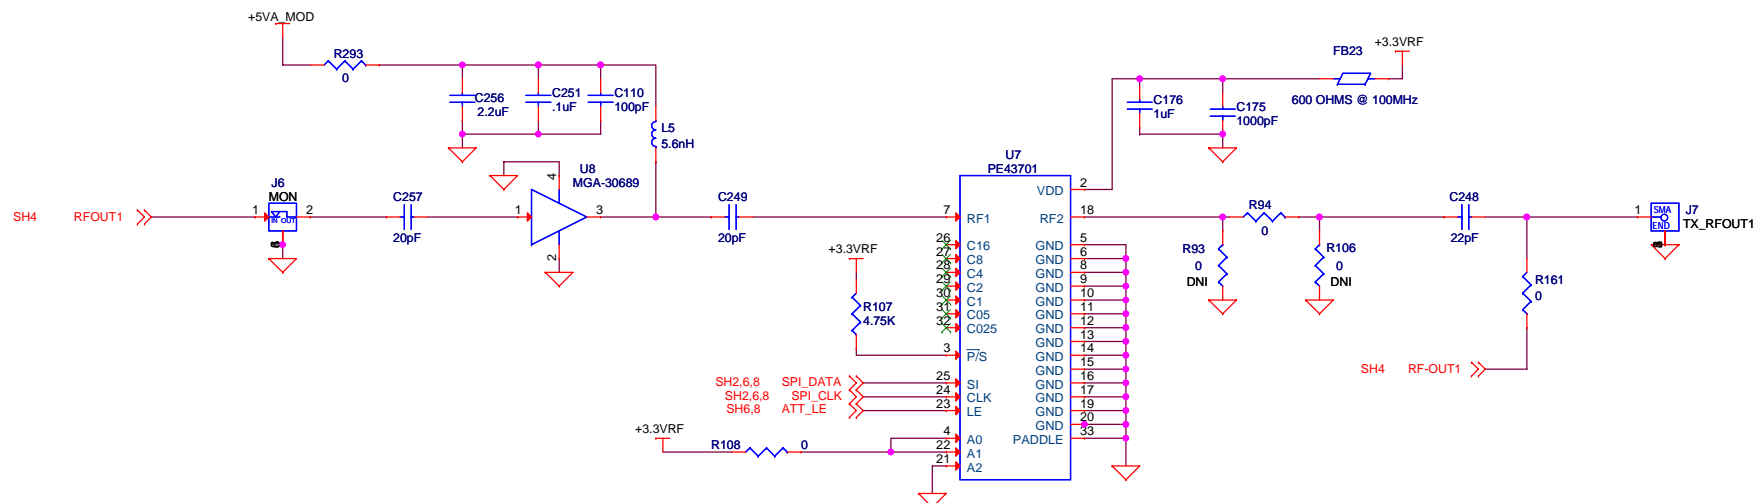 +5VA_MOD
R293
0
C256
2.2uF
C251
.1uF
C110
100pF
L5
5.6nH
+3.3VRF
FB23
600 OHMS @ 100MHz
C176
1uF
C175
1000pF
U7
PE43701
U8
MGA-30689
4
1
3
2
J6
MON
1
2
IN OUT
SH4 RFOUT1
C257
20pF
C249
20pF
7 RF1
26 C16
27 C8
28 C4
29 C2
30 C1
31 C05
32 C025
3 P/S
25 SI
24 CLK
23 LE
4 A0
22 A1
21 A2
VDD 2
RF2 18
GND 5
GND 6
GND 8
GND 9
GND 10
GND 11
GND 12
GND 13
GND 14
GND 15
GND 16
GND 17
GND 19
GND 20
PADDLE 33
+3.3VRF
R107
4.75K
SH2,6,8 SPI_DATA
SH2,6,8 SPI_CLK
SH6,8 ATT_LE
+3.3VRF
R108 0
R93
0
DNI
R94
0
R106
0
DNI
C248
22pF
R161
0
SH4 RF-OUT1
1
SMA
END
J7
TX_RFOUT1